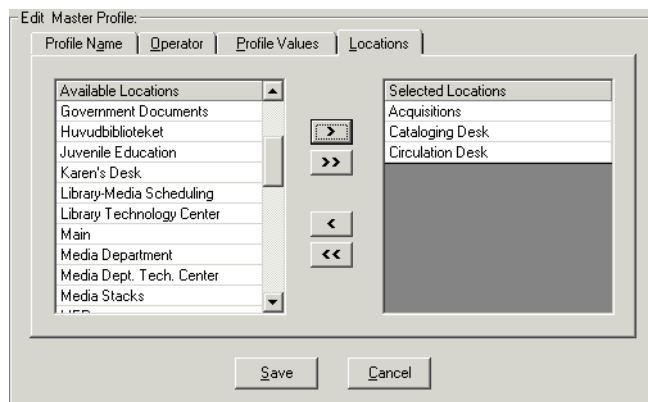 Edit Master Profile:
Profile Name
Operator
Profile Values
Locations
Available Locations
Government Documents
Huvudbiblioteket
Juvenile Education
Karen's Desk
Library-Media Scheduling
Library Technology Center
Main
Media Department
Media Dept. Tech. Center
Media Stacks
>
>>
<
<<
Selected Locations
Acquisitions
Cataloging Desk
Circulation Desk
Save
Cancel